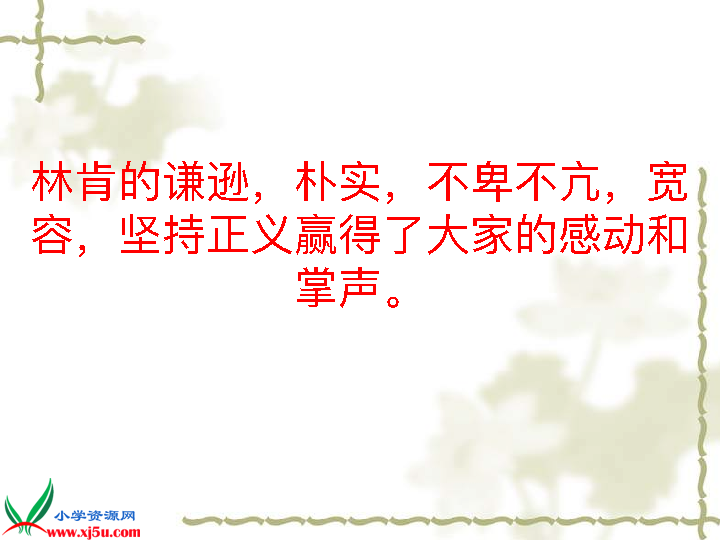 林肯的谦逊，朴实，不卑不亢，宽
容，坚持正义赢得了大家的感动和
掌声。
小学资源网
www.xj5u.com